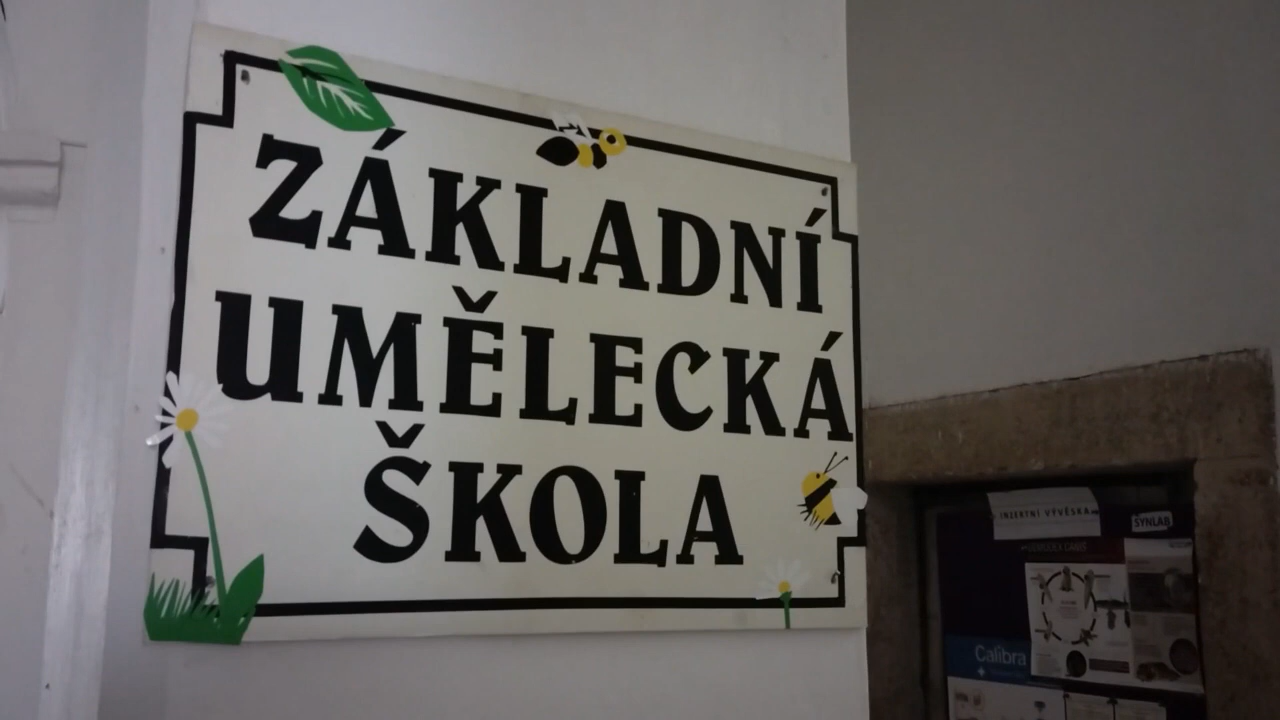 ZÁKLADNÍ
UMĚLECKÁ
ŠKOLA
INZERTNÍ VÝVĚSKA
SYNLAB
Calibra